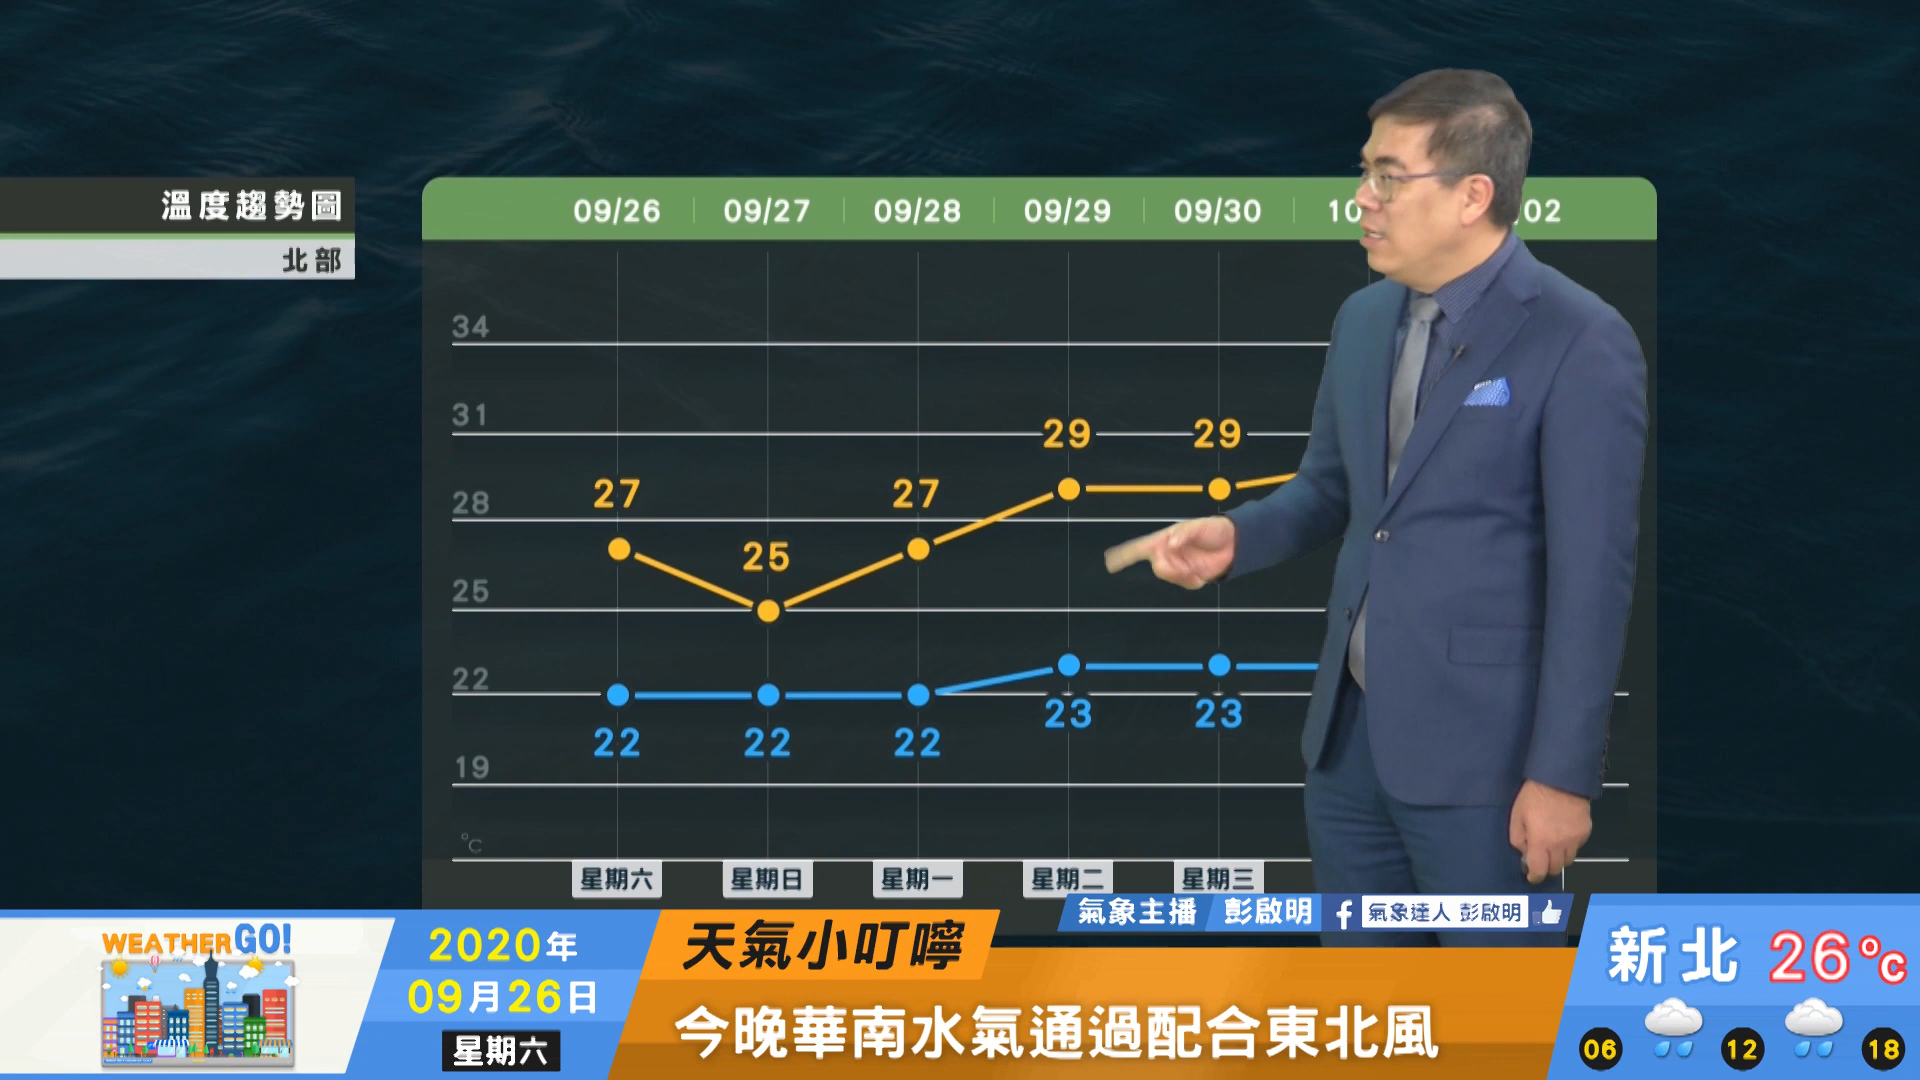 溫度趨勢圖
北部
09/26 09/27 09/28 09/29 09/30 10 /02
34
31
29 29
27 27
28
25
25
22
23 23
22 22 22
19
°C
星期六 星期日 星期一 星期二 星期三
氣象主播 彭啟明 f 氣象達人 彭啟明
WEATHER GO!
2020年
09月26日
星期六
天氣小叮嚀
今晚華南水氣通過配合東北風
新北 26°C
06 12 18